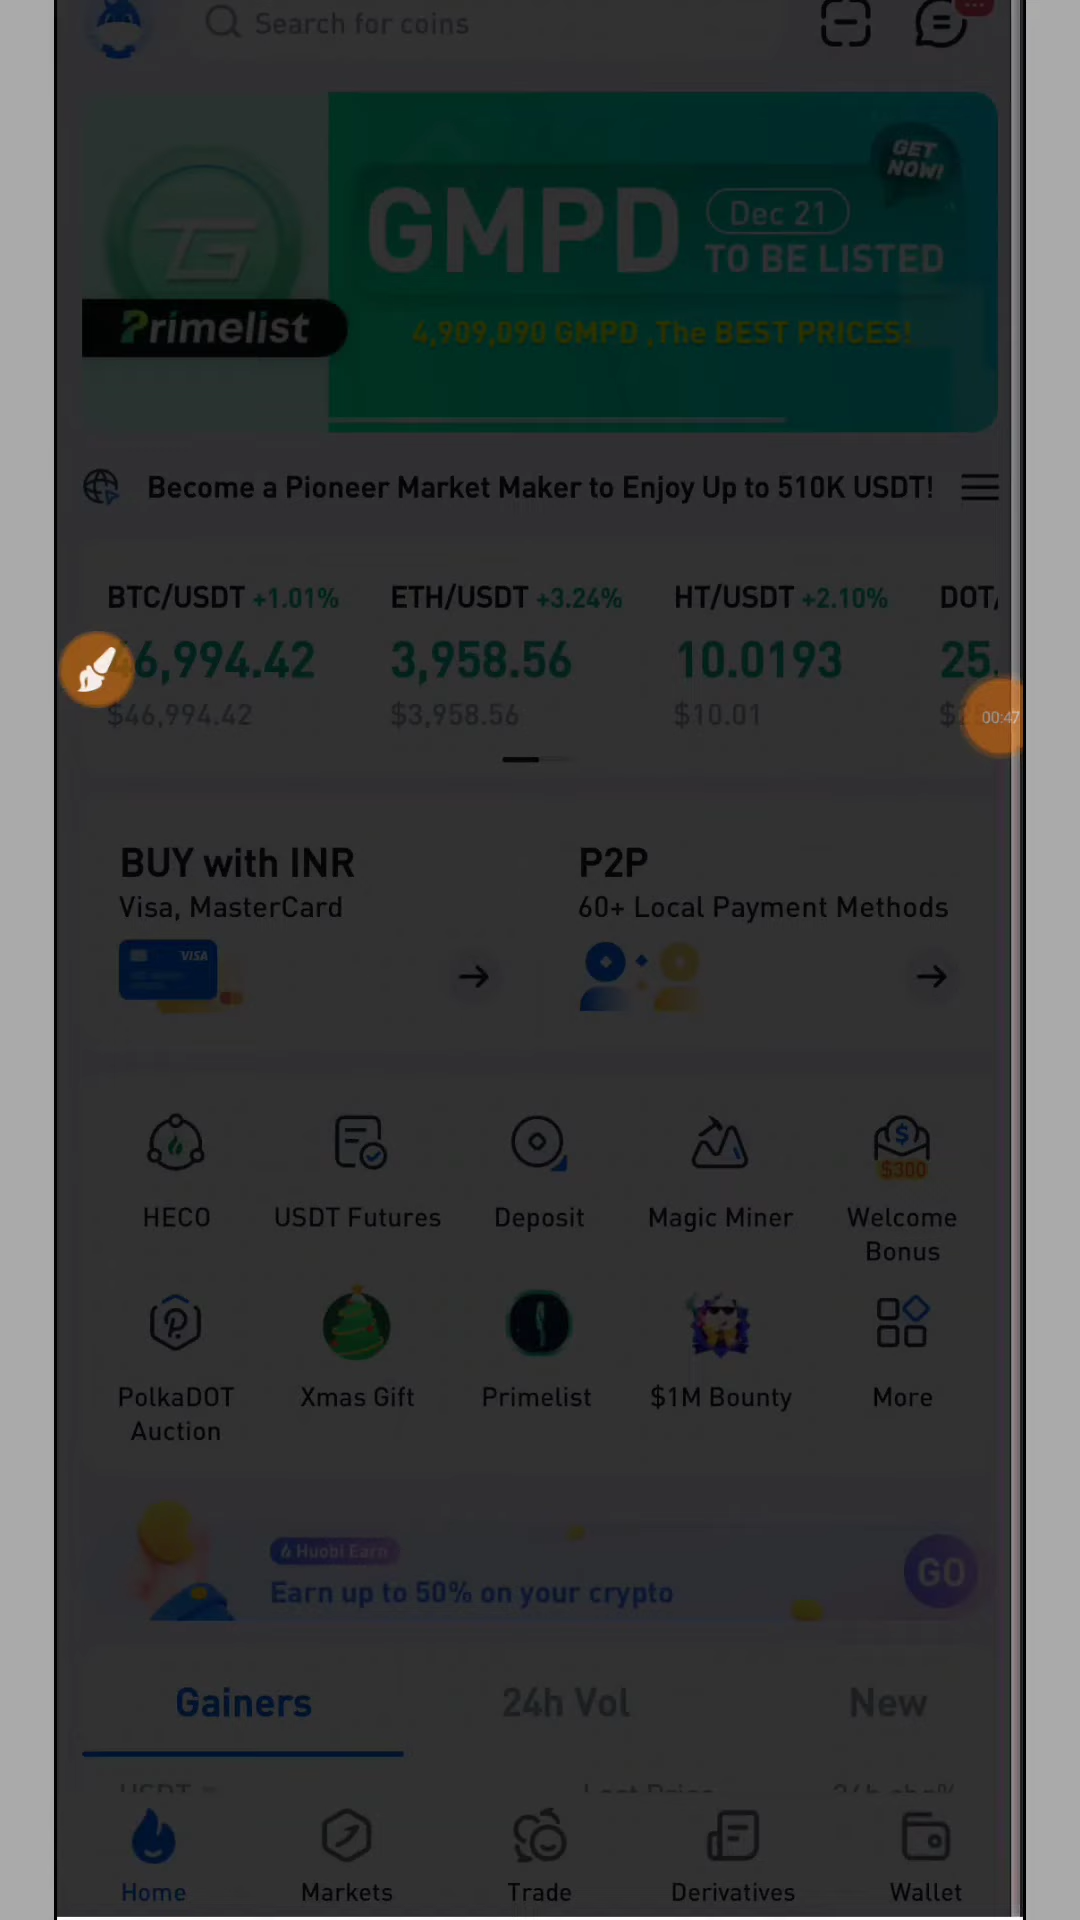 Search for coins
GET
NOW!
GMPD
Dec 21
TO BE LISTED
Primelist
4,909,090 GMPD ,The BEST PRICES!
Become a Pioneer Market Maker to Enjoy Up to 510K USDT!
BTC/USDT +1.01% ETH/USDT +3.24% HT/USDT +2.10% DOT/
6,994.42 3,958.56 10.0193 25.
$46,994.42 $3,958.56 $10.01
00:47
BUY with INR P2P
Visa, MasterCard 60+ Local Payment Methods
VISA
$300
HECO USDT Futures Deposit Magic Miner Welcome
Bonus
PolkaDOT Xmas Gift Primelist $1M Bounty More
Auction
Huobi Earn
Earn up to 50% on your crypto
GO
Gainers 24h Vol New
Home Markets Trade Derivatives Wallet